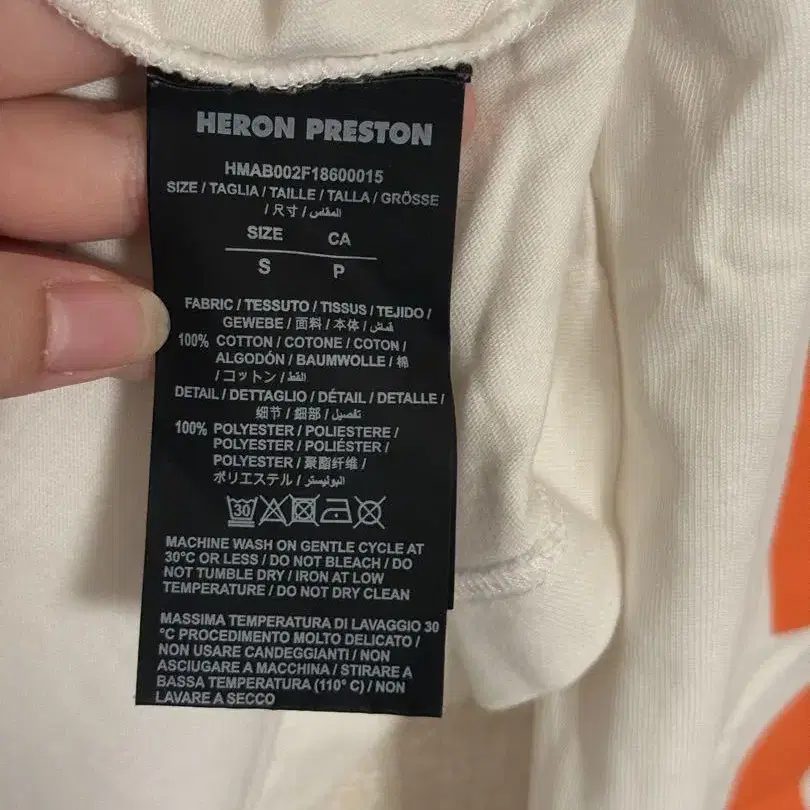 HERON PRESTON
HMAB002F18600015
SIZE / TAGLIA / TAILLE / TALLA / GRÖSSE
/ 尺寸 / المقاس
SIZE CA
S P
FABRIC / TESSUTO / TISSUS / TEJIDO /
GEWEBE / 面料 / 本体 / قماش
100% COTTON / COTONE / COTON /
ALGODÓN / BAUMWOLLE / 棉
/ コットン / القطن
DETAIL / DETTAGLIO / DÉTAIL / DETALLE /
细节 / 細部 / تفصيل
100% POLYESTER / POLIESTERE /
POLYESTER / POLIÉSTER /
POLYESTER / 聚酯纤维 /
ポリエステル / البوليستر
30
MACHINE WASH ON GENTLE CYCLE AT
30°C OR LESS / DO NOT BLEACH / DO
NOT TUMBLE DRY / IRON AT LOW
TEMPERATURE / DO NOT DRY CLEAN
MASSIMA TEMPERATURA DI LAVAGGIO 30
°C PROCEDIMENTO MOLTO DELICATO /
NON USARE CANDEGGIANTI / NON
ASCIUGARE A MACCHINA / STIRARE A
BASSA TEMPERATURA (110° C) / NON
LAVARE A SECCO